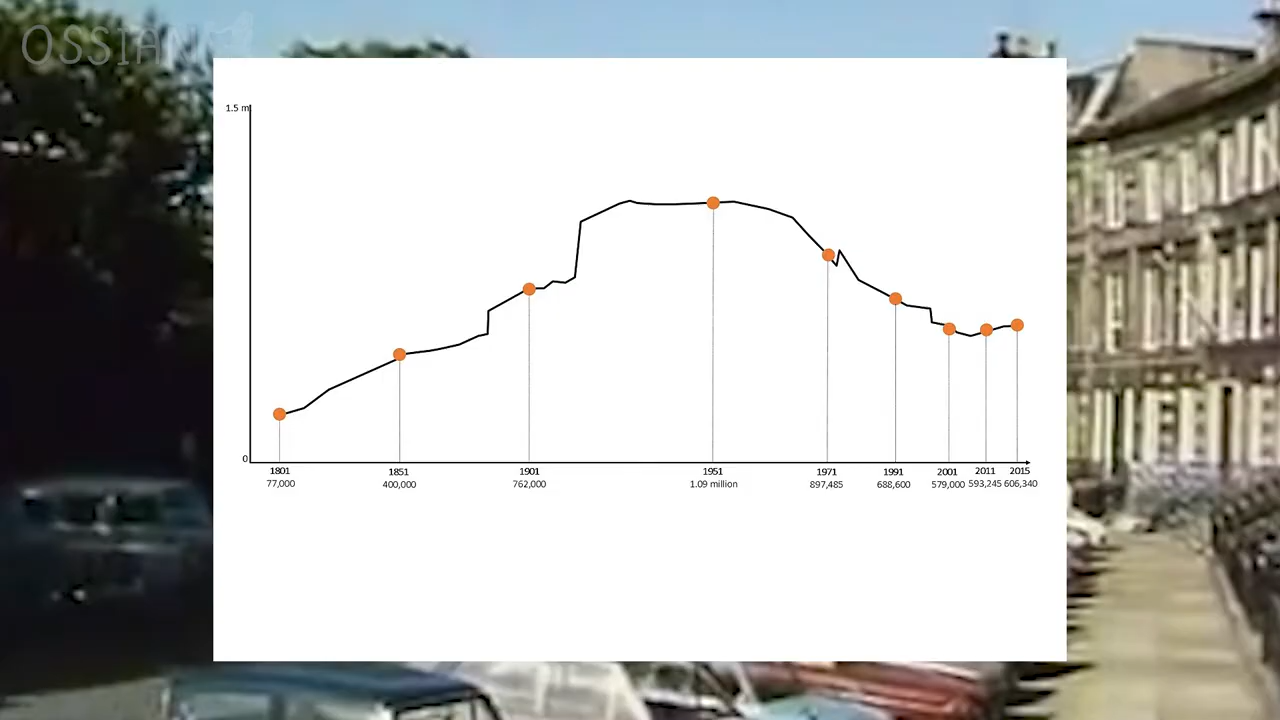 OSSIAN
1.5 m
0
1801 1851 1901 1951 1971 1991 2001 2011 2015
77,000 400,000 762,000 1.09 million 897,485 688,600 579,000 593,245 606,340